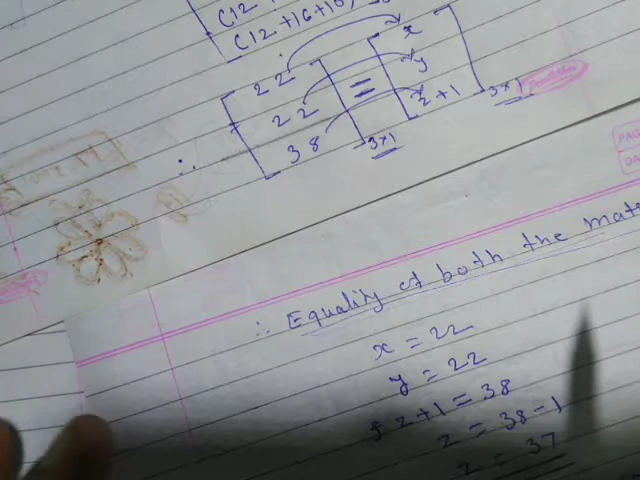 (12
(12+16+10)
[22] = [x]
[22] [y]
∴ [38] 3×1 [z+1] 3×1
∴ Equality of both the
x = 22
y = 22
z+1 = 38
z = 38-1
z = 37